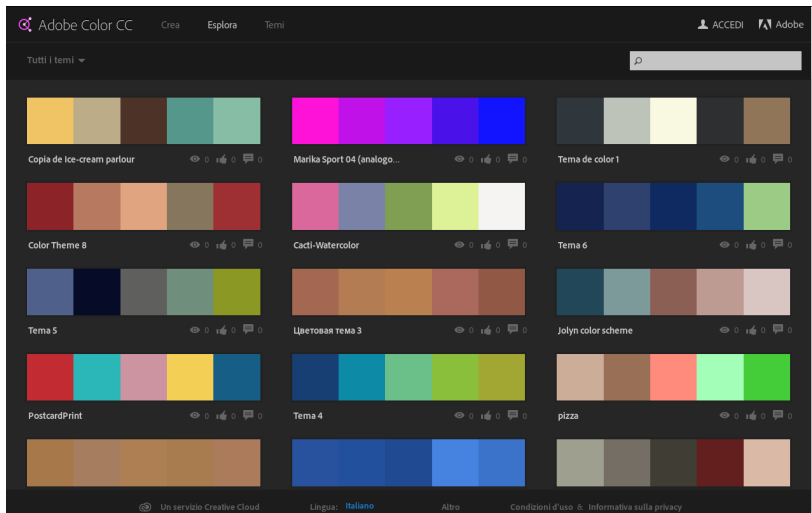 Adobe Color CC Crea Esplora Temi ACCEDI Adobe
Tutti i temi
Copia de Ice-cream parlour 0 0 0
Marika Sport 04 (analogo... 0 0 0
Tema de color 1 0 0 0
Color Theme 8 0 0 0
Cacti-Watercolor 0 0 0
Tema 6 0 0 0
Tema 5 0 0 0
Цветовая тема 3 0 0 0
Jolyn color scheme 0 0 0
PostcardPrint 0 0 0
Tema 4 0 0 0
pizza 0 0 0
Un servizio Creative Cloud Lingua: Italiano Altro Condizioni d'uso & Informativa sulla privacy